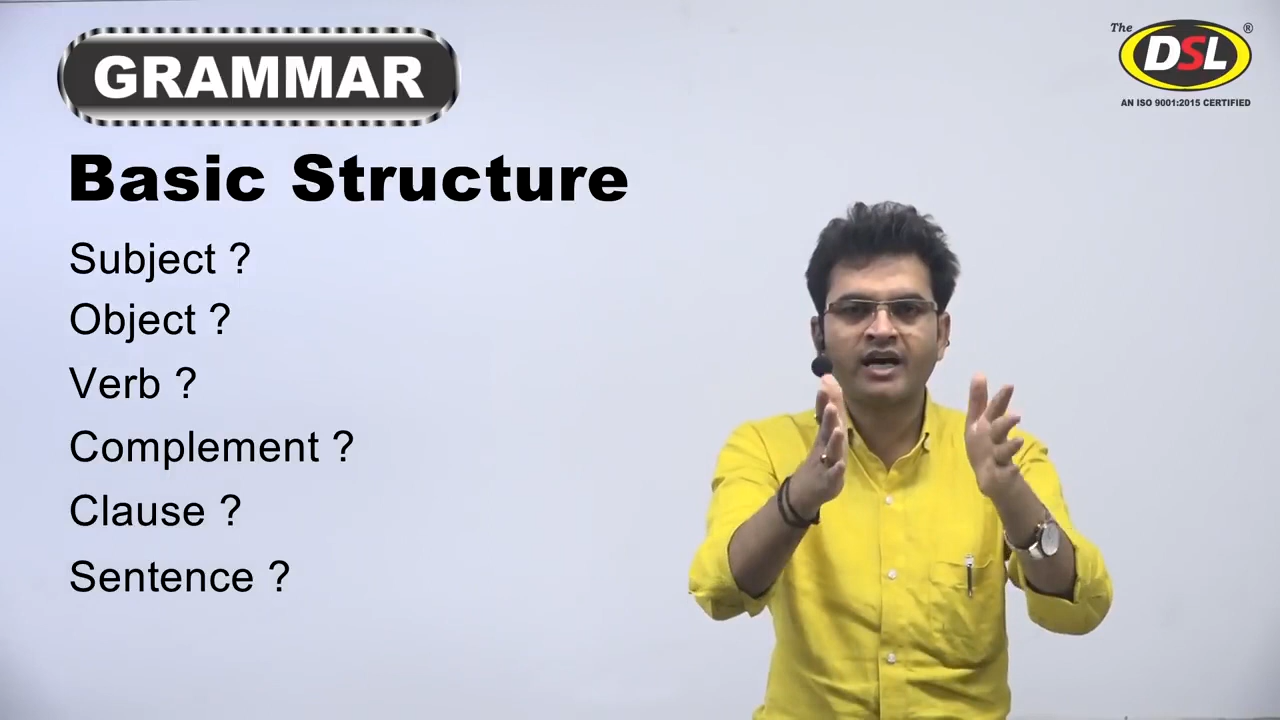 GRAMMAR
The DSL ®
AN ISO 9001:2015 CERTIFIED
Basic Structure
Subject ?
Object ?
Verb ?
Complement ?
Clause ?
Sentence ?